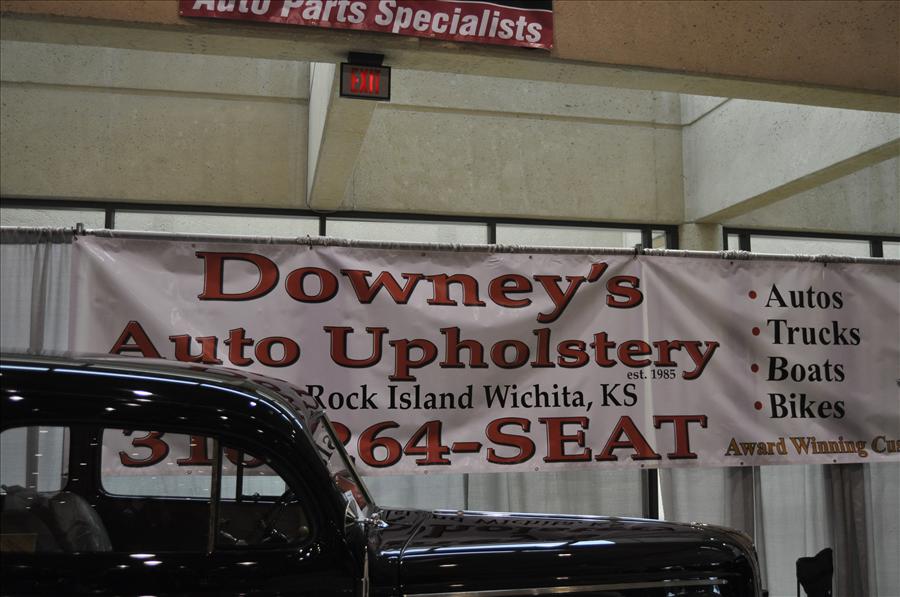 Auto Parts Specialists
EXIT
Downey's
Auto Upholstery
est. 1985
Rock Island Wichita, KS
264-SEAT
• Autos
• Trucks
• Boats
• Bikes
Award Winning